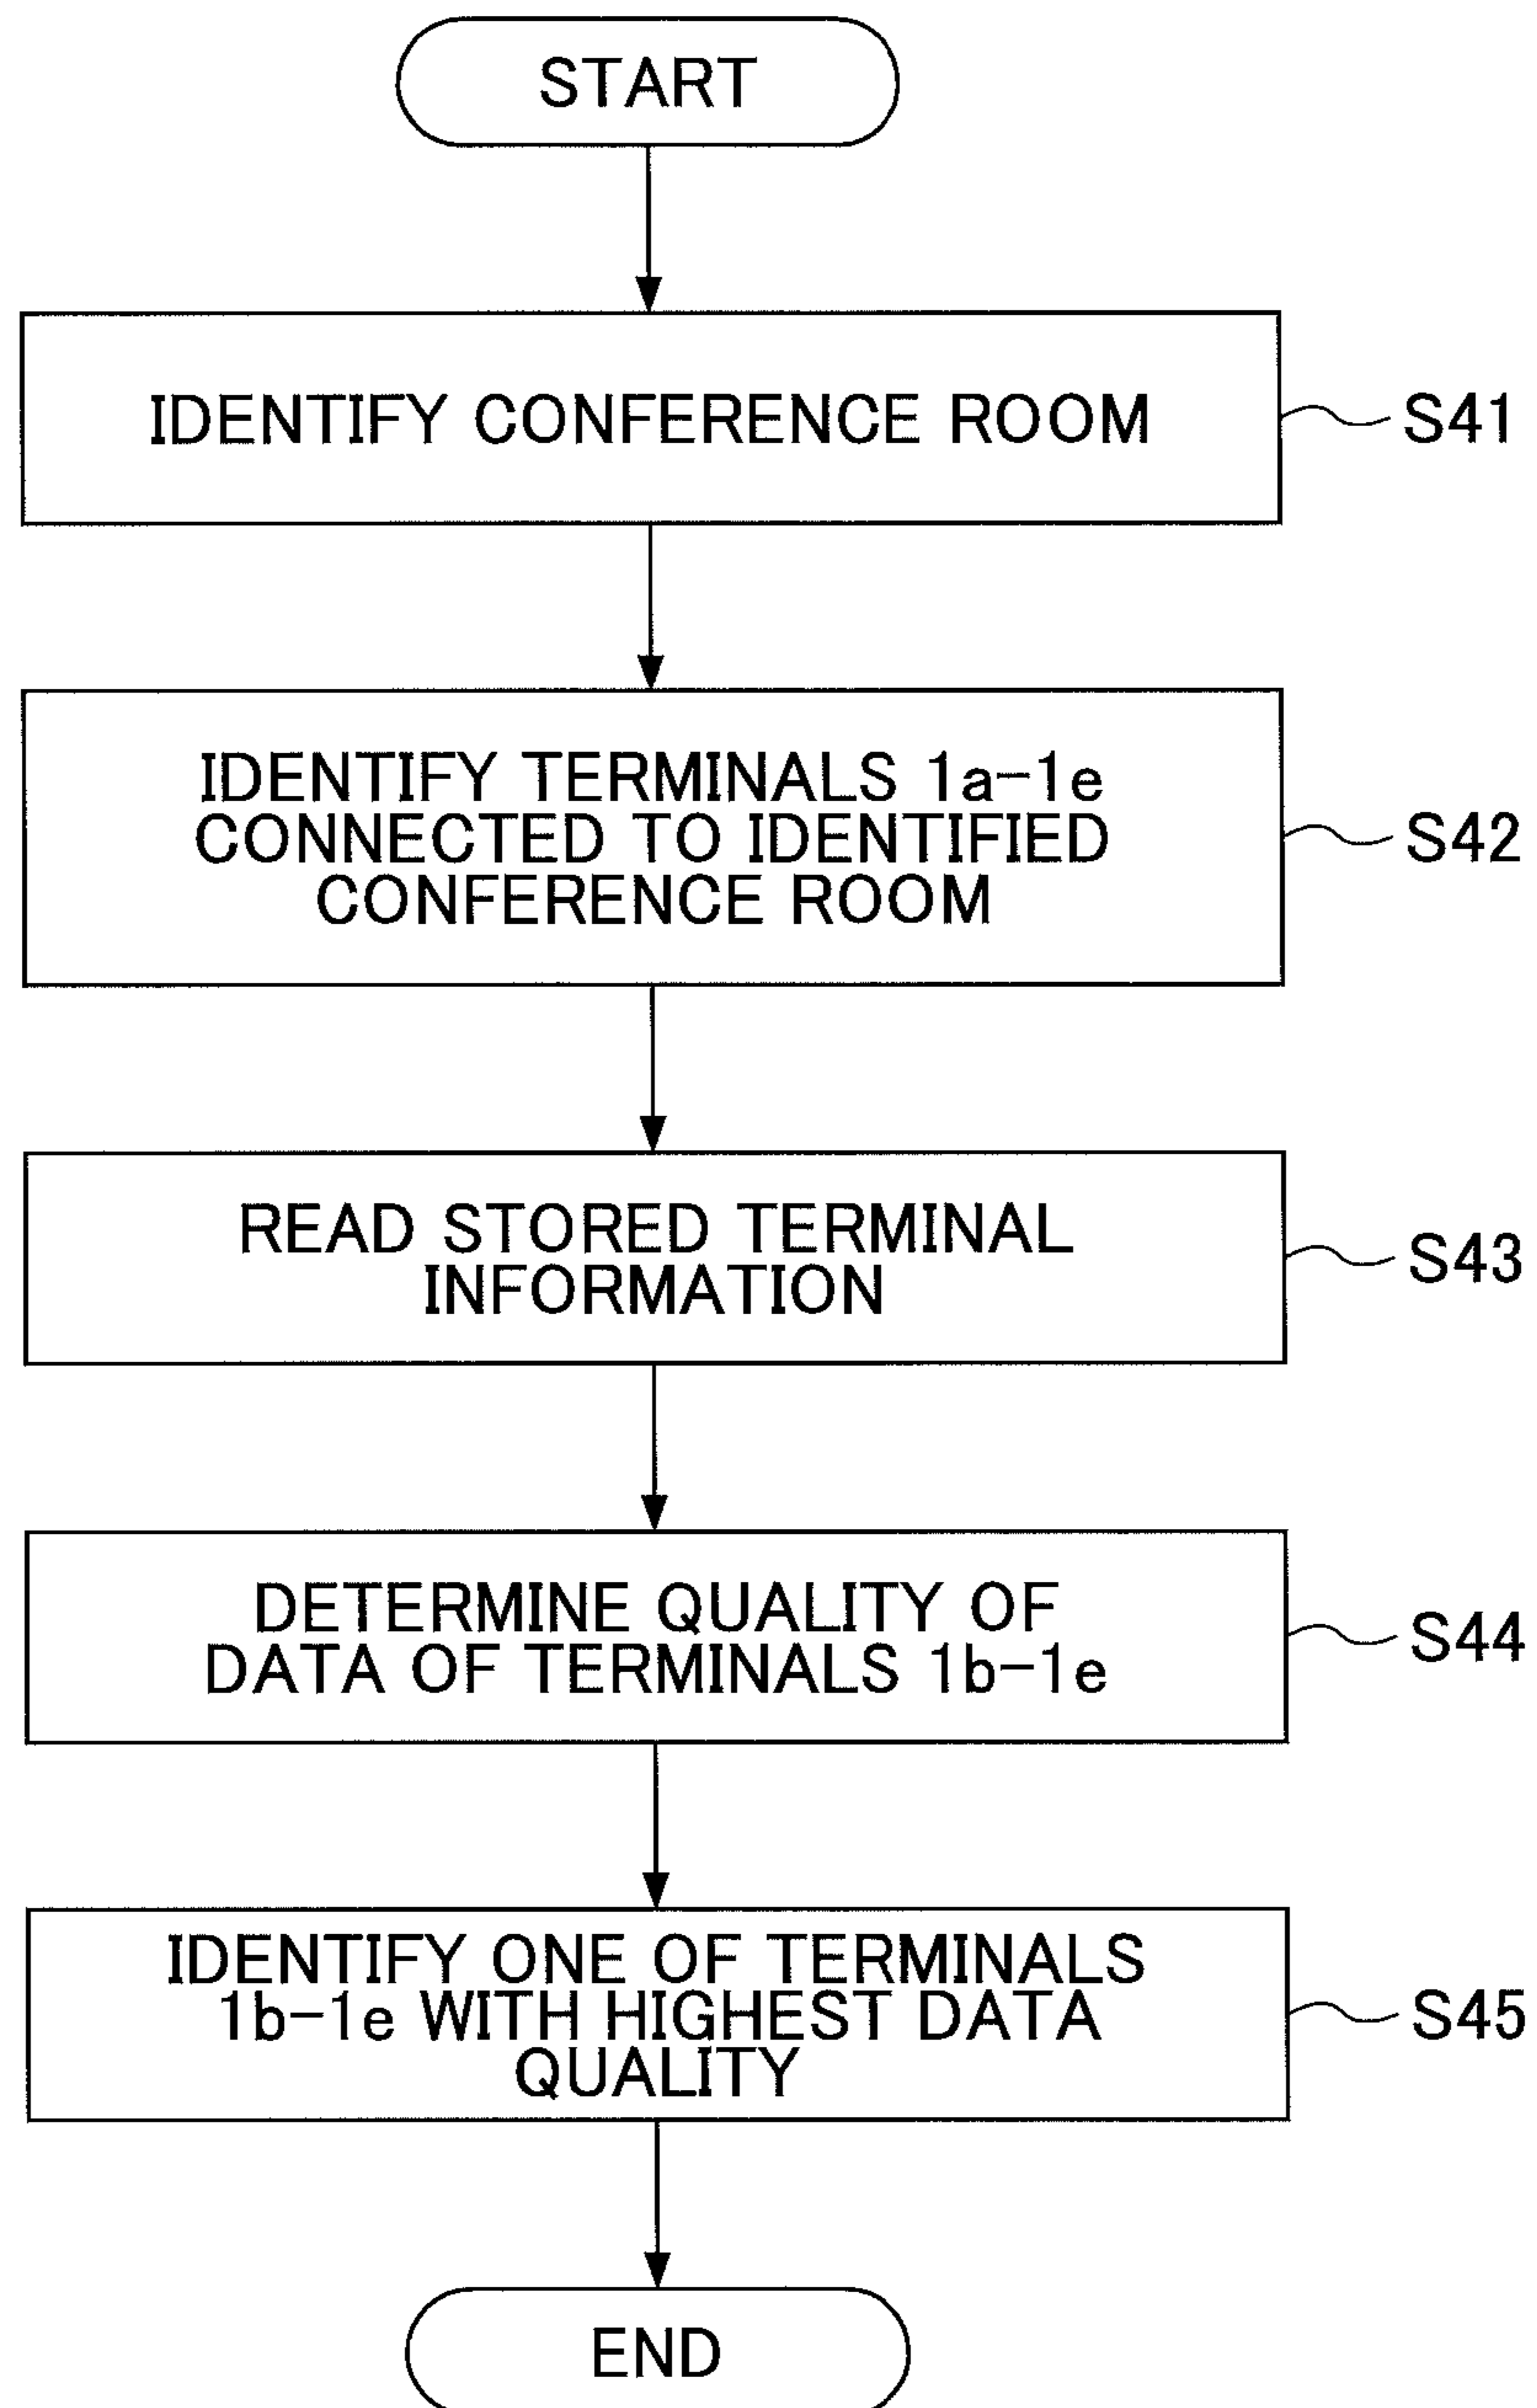 START
IDENTIFY CONFERENCE ROOM
S41
IDENTIFY TERMINALS 1a-1e
CONNECTED TO IDENTIFIED
CONFERENCE ROOM
S42
READ STORED TERMINAL
INFORMATION
S43
DETERMINE QUALITY OF
DATA OF TERMINALS 1b-1e
S44
IDENTIFY ONE OF TERMINALS
1b-1e WITH HIGHEST DATA
QUALITY
S45
END